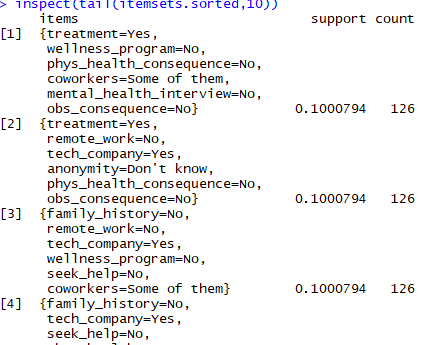 > inspect(tail(itemsets.sorted,10))
items support count
[1] {treatment=Yes,
wellness_program=No,
phys_health_consequence=No,
coworkers=Some of them,
mental_health_interview=No,
obs_consequence=No} 0.1000794 126
[2] {treatment=Yes,
remote_work=No,
tech_company=Yes,
anonymity=Don't know,
phys_health_consequence=No,
obs_consequence=No} 0.1000794 126
[3] {family_history=No,
remote_work=No,
tech_company=Yes,
wellness_program=No,
seek_help=No,
coworkers=Some of them} 0.1000794 126
[4] {family_history=No,
tech_company=Yes,
seek_help=No,